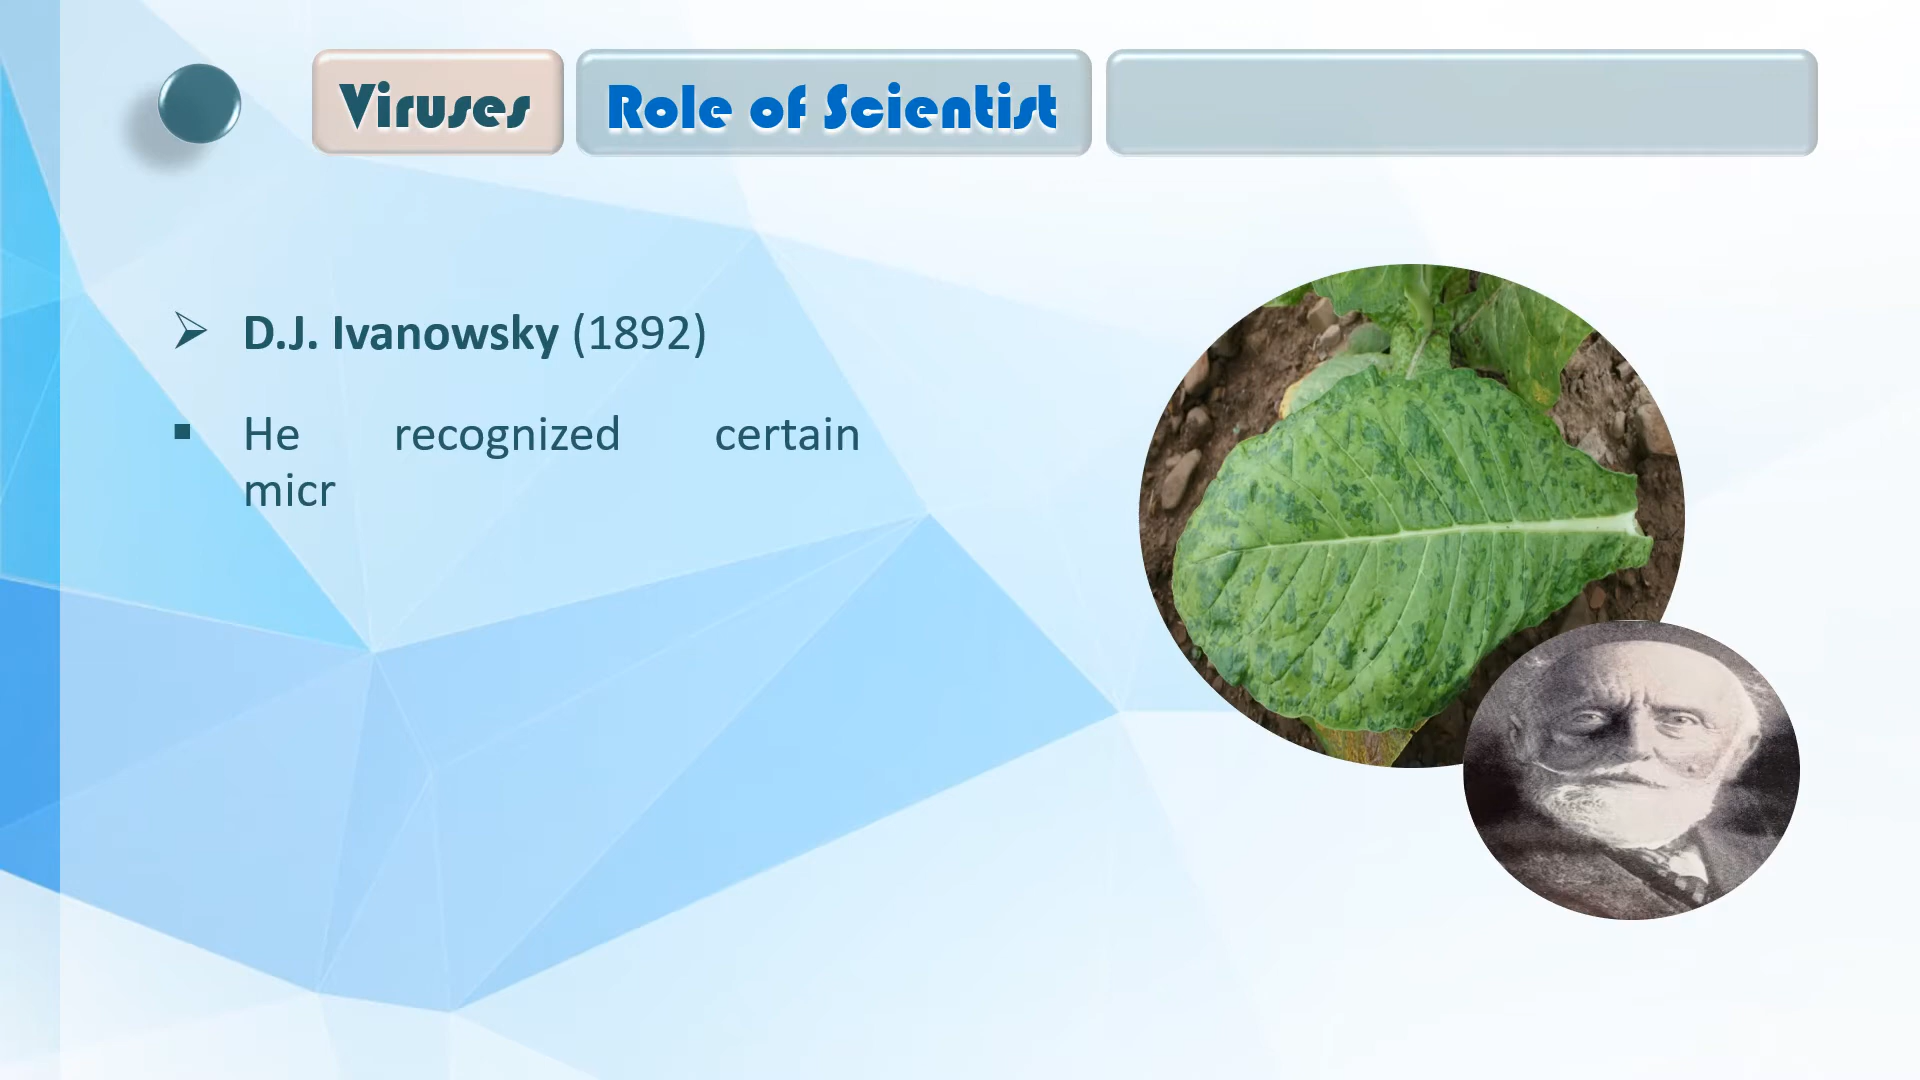 Viruses Role of Scientist
D.J. Ivanowsky (1892)
He recognized certain
micr